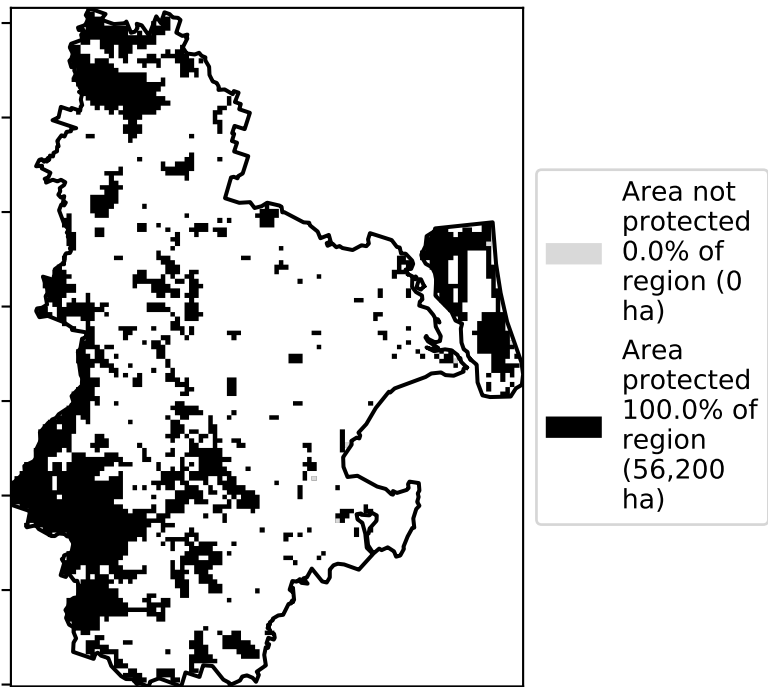 Area not
protected
0.0% of
region (0
ha)
Area
protected
100.0% of
region
(56,200
ha)